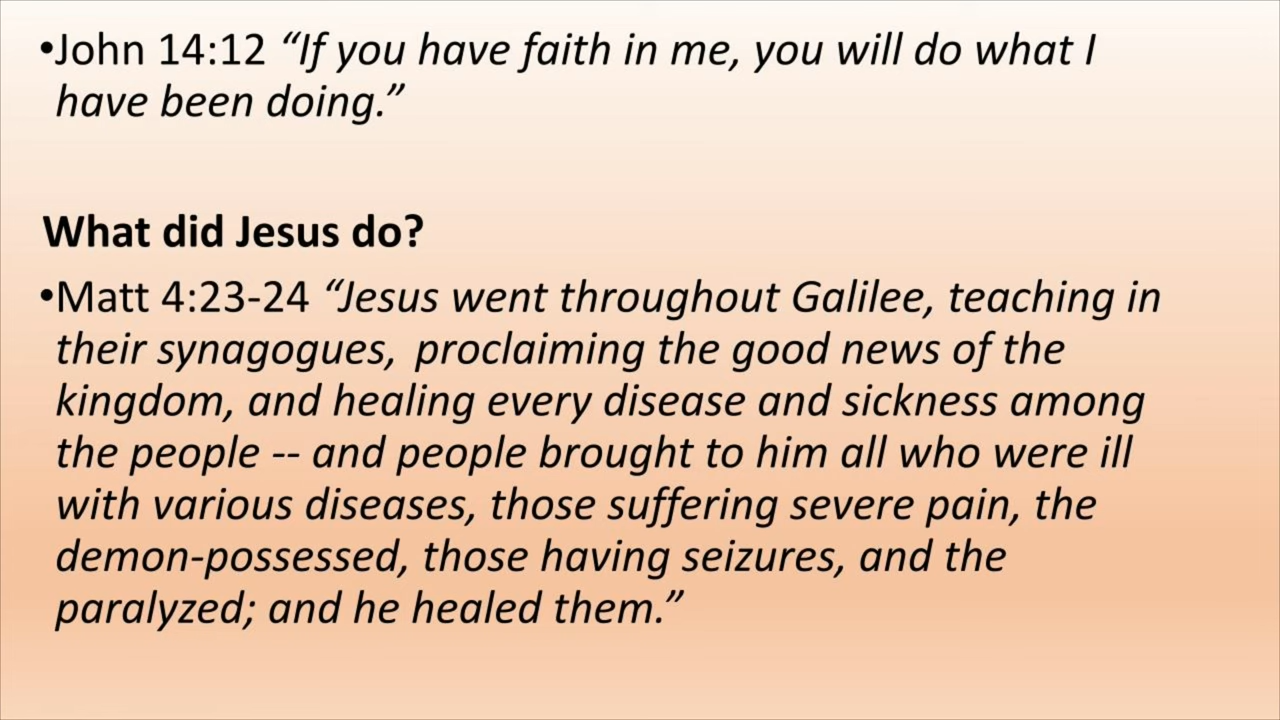 •John 14:12 “If you have faith in me, you will do what I
have been doing.”
What did Jesus do?
•Matt 4:23-24 “Jesus went throughout Galilee, teaching in
their synagogues, proclaiming the good news of the
kingdom, and healing every disease and sickness among
the people -- and people brought to him all who were ill
with various diseases, those suffering severe pain, the
demon-possessed, those having seizures, and the
paralyzed; and he healed them.”